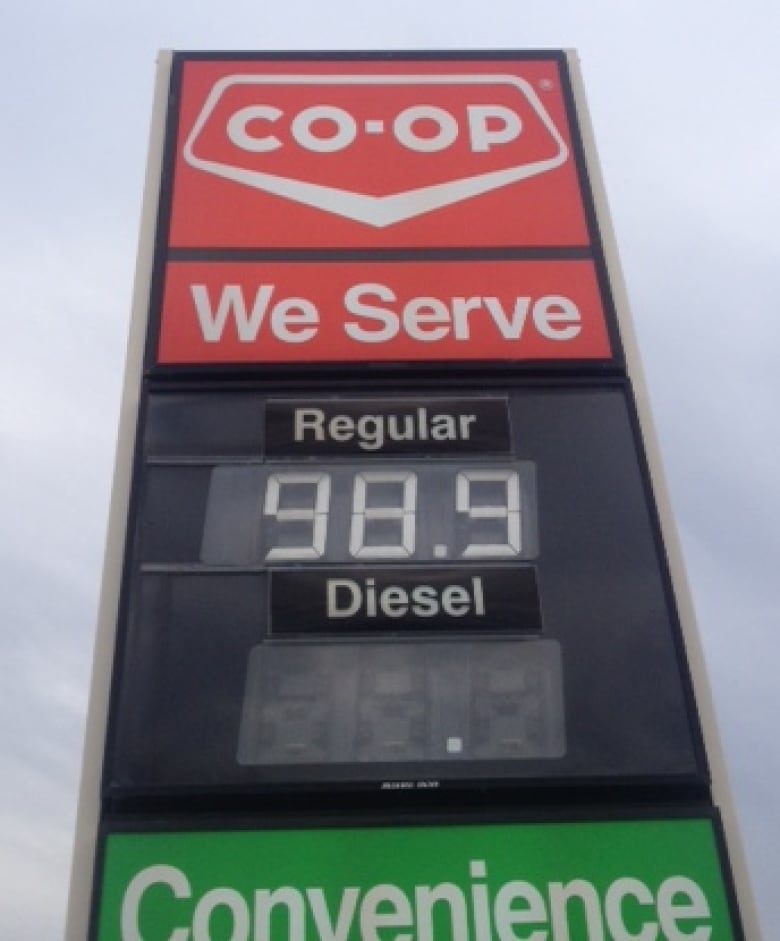 CO-OP®
We Serve
Regular
98.9
Diesel
.
Convenience